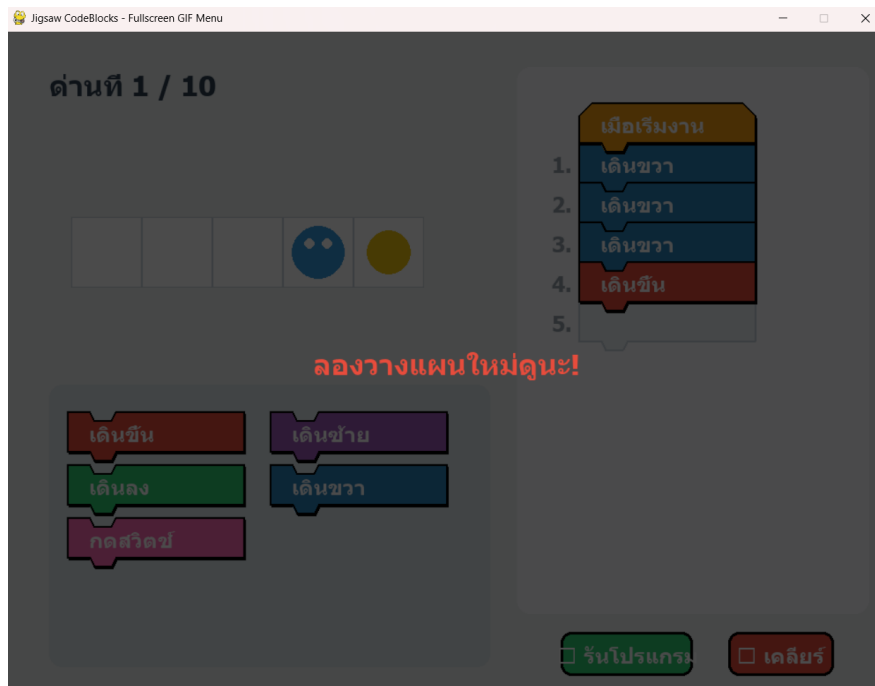 Jigsaw CodeBlocks - Fullscreen GIF Menu
ด่านที่ 1 / 10
เมื่อเริ่มงาน
1. เดินขวา
2. เดินขวา
3. เดินขวา
4. เดินขึ้น
5.
ลองวางแผนใหม่ดูนะ!
เดินขึ้น
เดินซ้าย
เดินลง
เดินขวา
กดสวิตช์
รันโปรแกรม
เคลียร์